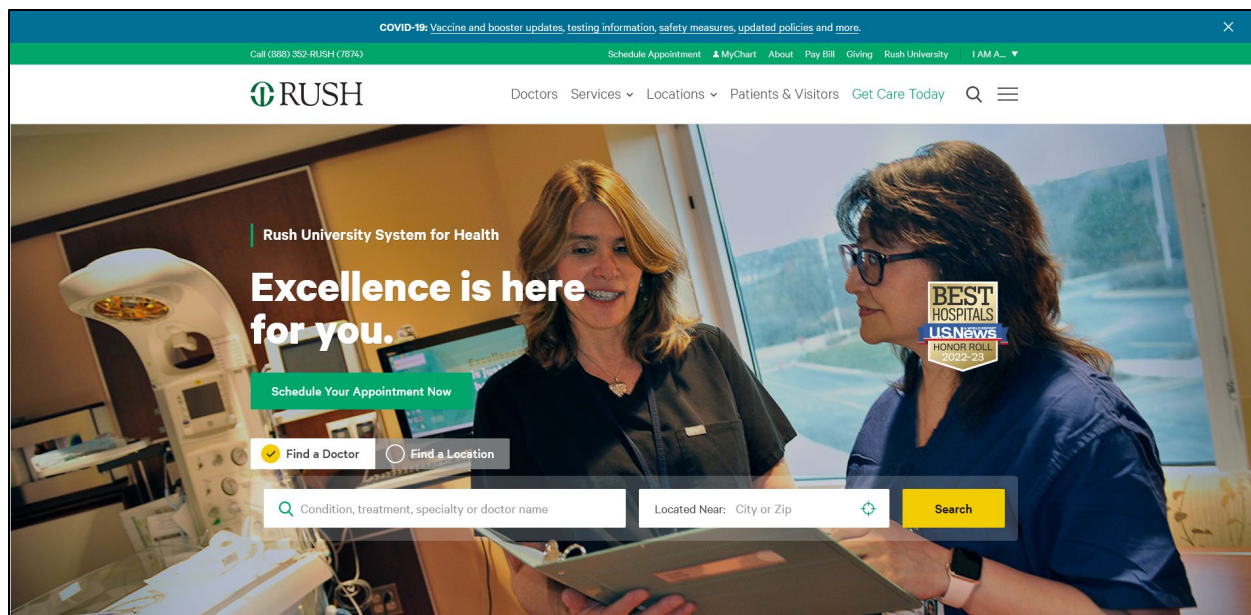 COVID-19: Vaccine and booster updates, testing information, safety measures, updated policies and more.
Call (888) 352-RUSH (7874)
Schedule Appointment MyChart About Pay Bill Giving Rush University I AM A...
RUSH
Doctors Services Locations Patients & Visitors Get Care Today
Rush University System for Health
Excellence is here
for you.
BEST
HOSPITALS
U.S.News
HONOR ROLL
2022-23
Schedule Your Appointment Now
Find a Doctor Find a Location
Condition, treatment, specialty or doctor name
Located Near: City or Zip
Search